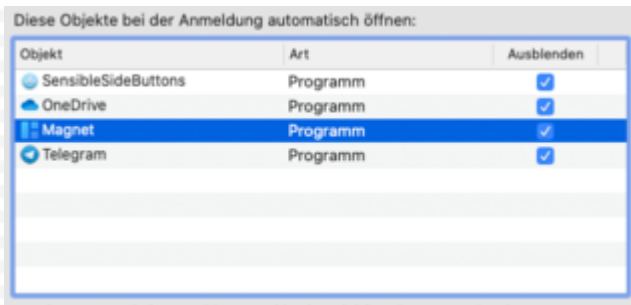 Diese Objekte bei der Anmeldung automatisch öffnen:
Objekt Art Ausblenden
SensibleSideButtons Programm
OneDrive Programm
Magnet Programm
Telegram Programm